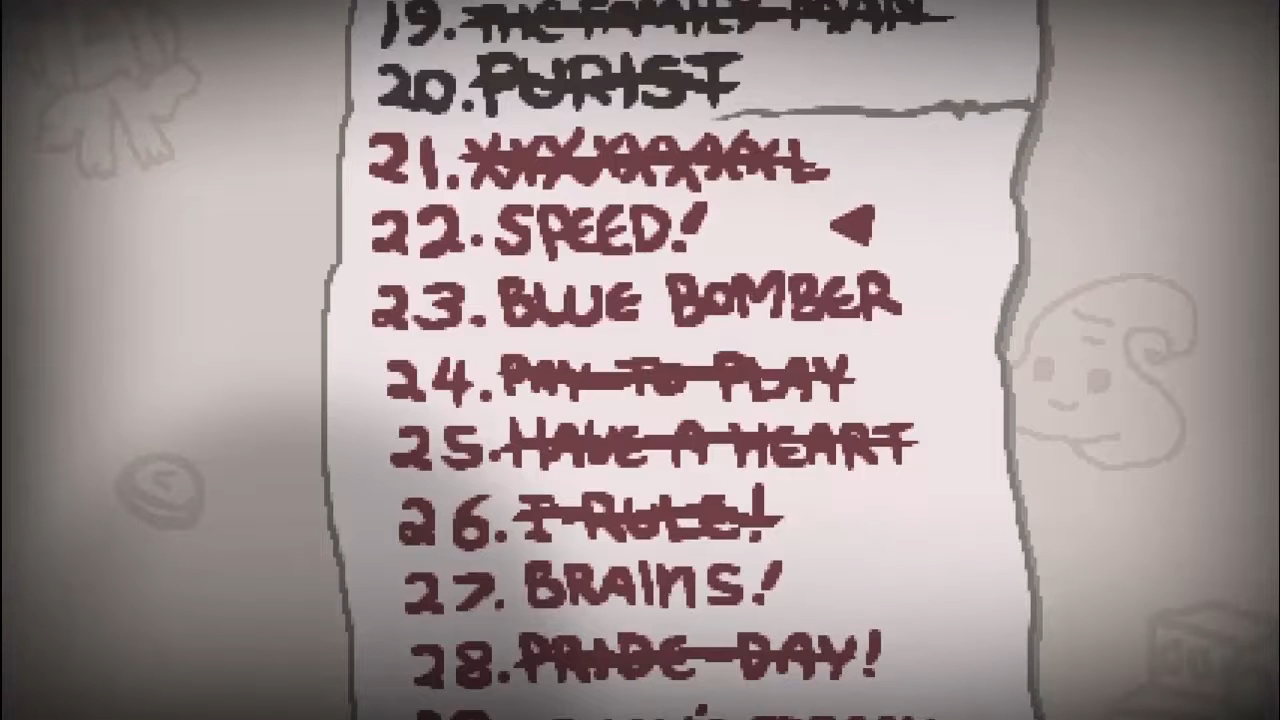 19. THE FAMILY MAN
20. PURIST
21. XXXXXXXXL
22. SPEED!
23. BLUE BOMBER
24. PAY TO PLAY
25. HAVE A HEART
26. I RULE!
27. BRAINS!
28. PRIDE DAY!